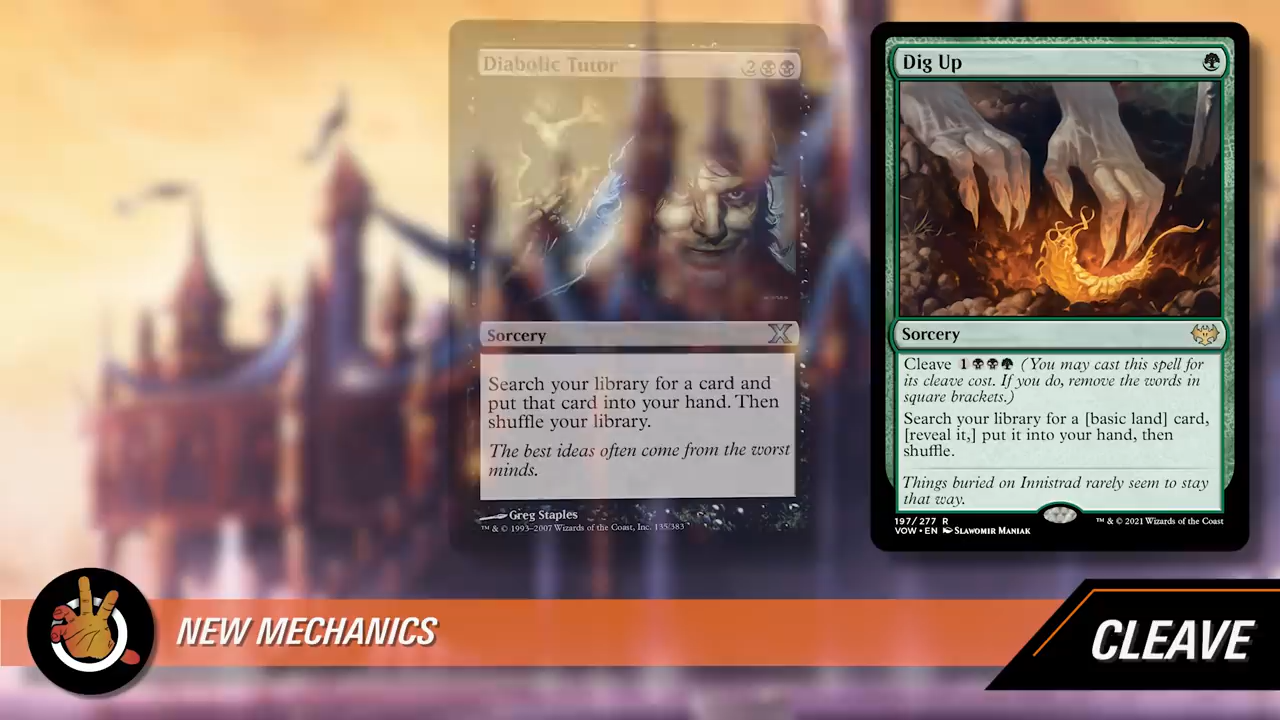 Diabolic Tutor 2
Sorcery
Search your library for a card and
put that card into your hand. Then
shuffle your library.
The best ideas often come from the worst
minds.
Greg Staples
™ & © 1993–2007 Wizards of the Coast, Inc. 135/383
Dig Up
Sorcery
Cleave 1 (You may cast this spell for
its cleave cost. If you do, remove the words in
square brackets.)
Search your library for a [basic land] card,
[reveal it,] put it into your hand, then
shuffle.
Things buried on Innistrad rarely seem to stay
that way.
197/277 R
VOW • EN Slawomir Maniak
™ & © 2021 Wizards of the Coast
NEW MECHANICS
CLEAVE